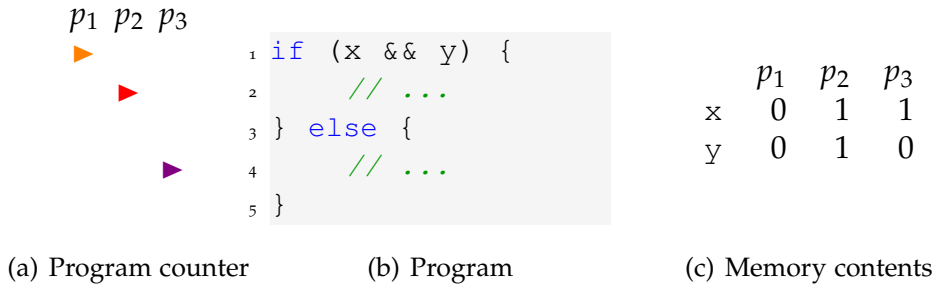 p1 p2 p3
1 if (x && y) {
2 // ...
3 } else {
4 // ...
5 }
p1 p2 p3
x 0 1 1
y 0 1 0
(a) Program counter
(b) Program
(c) Memory contents